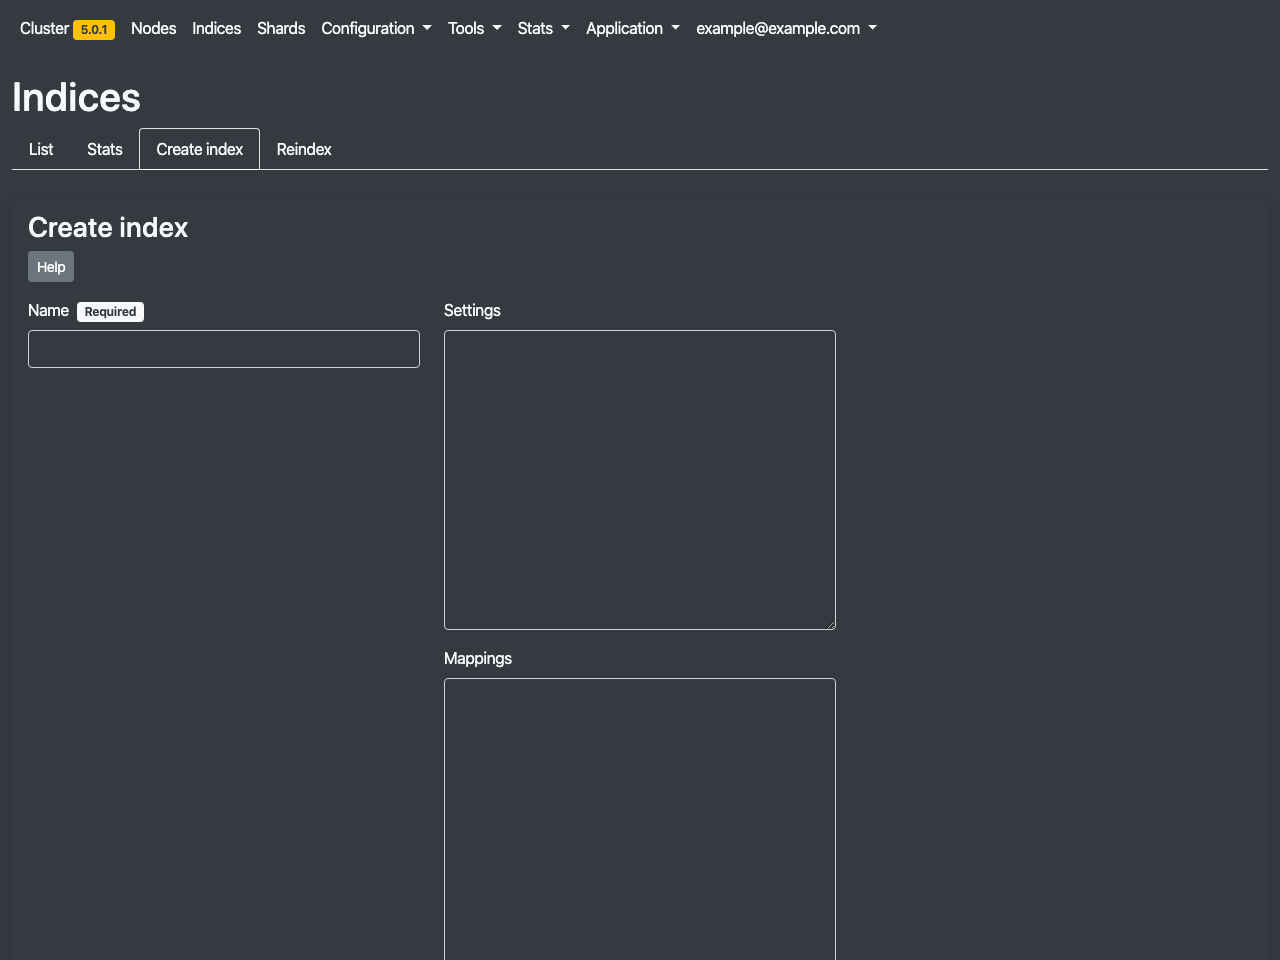 Cluster 5.0.1 Nodes Indices Shards Configuration Tools Stats Application example@example.com
Indices
List Stats Create index Reindex
Create index
Help
Name Required
Settings
Mappings